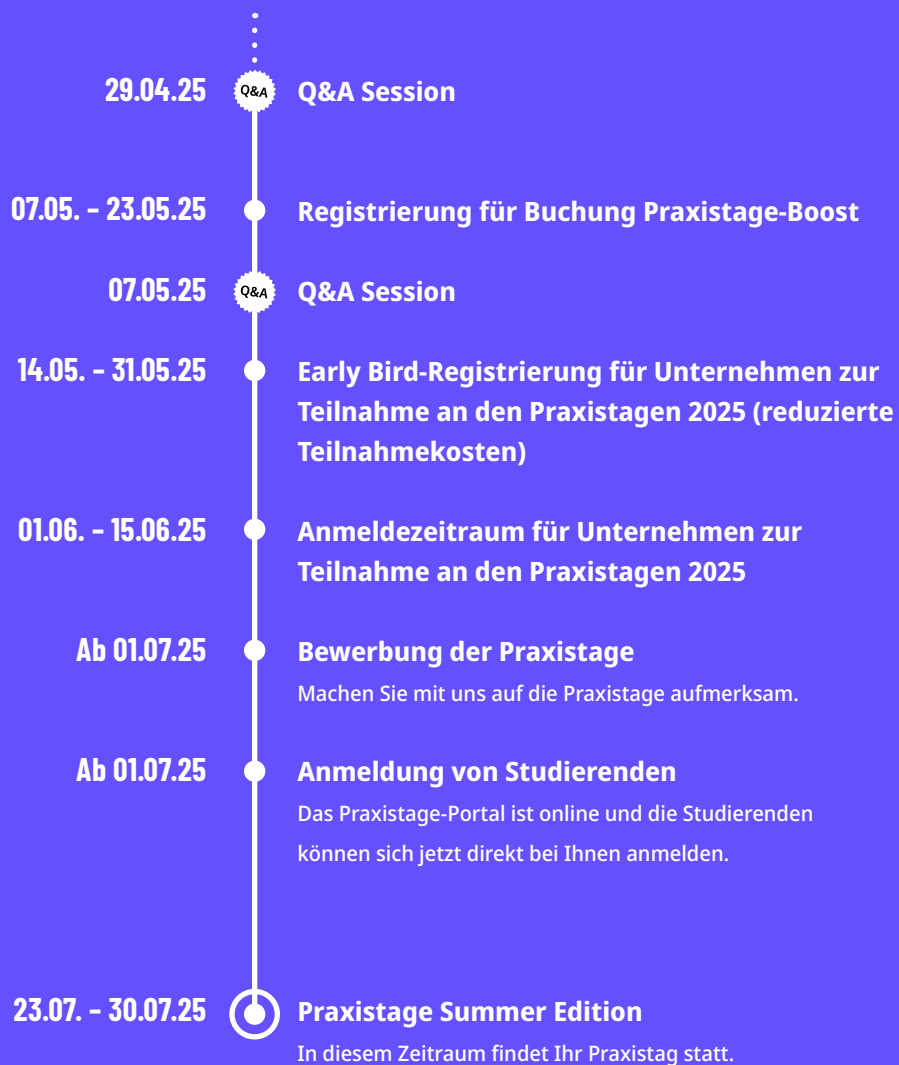 29.04.25 Q&A Q&A Session
07.05. – 23.05.25 Registrierung für Buchung Praxistage-Boost
07.05.25 Q&A Q&A Session
14.05. – 31.05.25 Early Bird-Registrierung für Unternehmen zur
Teilnahme an den Praxistagen 2025 (reduzierte
Teilnahmekosten)
01.06. – 15.06.25 Anmeldezeitraum für Unternehmen zur
Teilnahme an den Praxistagen 2025
Ab 01.07.25 Bewerbung der Praxistage
Machen Sie mit uns auf die Praxistage aufmerksam.
Ab 01.07.25 Anmeldung von Studierenden
Das Praxistage-Portal ist online und die Studierenden
können sich jetzt direkt bei Ihnen anmelden.
23.07. – 30.07.25 Praxistage Summer Edition
In diesem Zeitraum findet Ihr Praxistag statt.